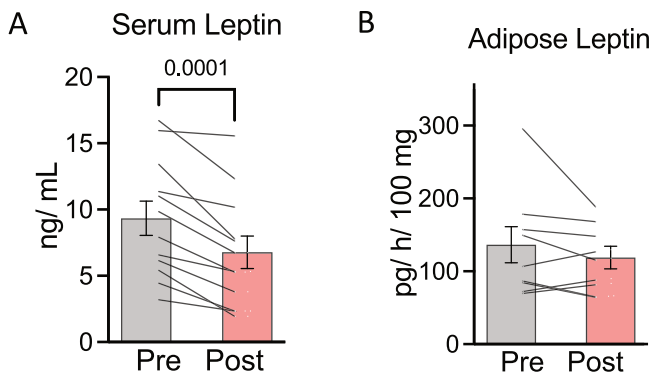 A
Serum Leptin
0.0001
20
15
10
5
0
ng/ mL
Pre
Post
B
Adipose Leptin
300
200
100
0
pg/ h/ 100 mg
Pre
Post